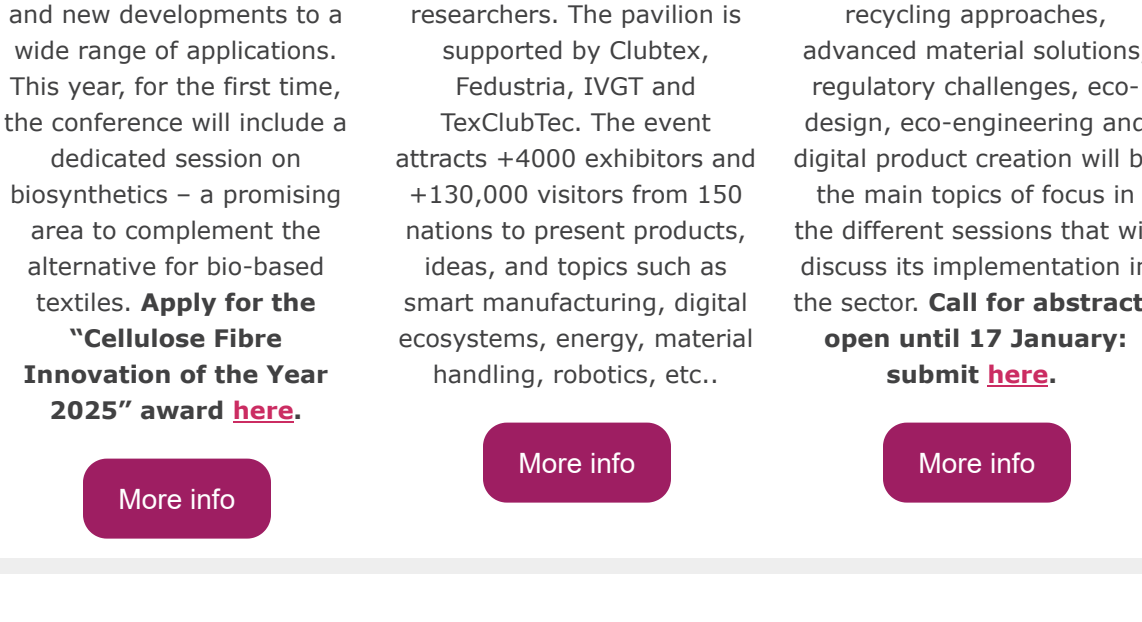 and new developments to a
wide range of applications.
This year, for the first time,
the conference will include a
dedicated session on
biosynthetics – a promising
area to complement the
alternative for bio-based
textiles. Apply for the
“Cellulose Fibre
Innovation of the Year
2025” award here.
More info
researchers. The pavilion is
supported by Clubtex,
Fedustria, IVGT and
TexClubTec. The event
attracts +4000 exhibitors and
+130,000 visitors from 150
nations to present products,
ideas, and topics such as
smart manufacturing, digital
ecosystems, energy, material
handling, robotics, etc..
More info
recycling approaches,
advanced material solutions,
regulatory challenges, eco-
design, eco-engineering and
digital product creation will
the main topics of focus in
the different sessions that
discuss its implementation
the sector. Call for abstract
open until 17 January:
submit here.
More info